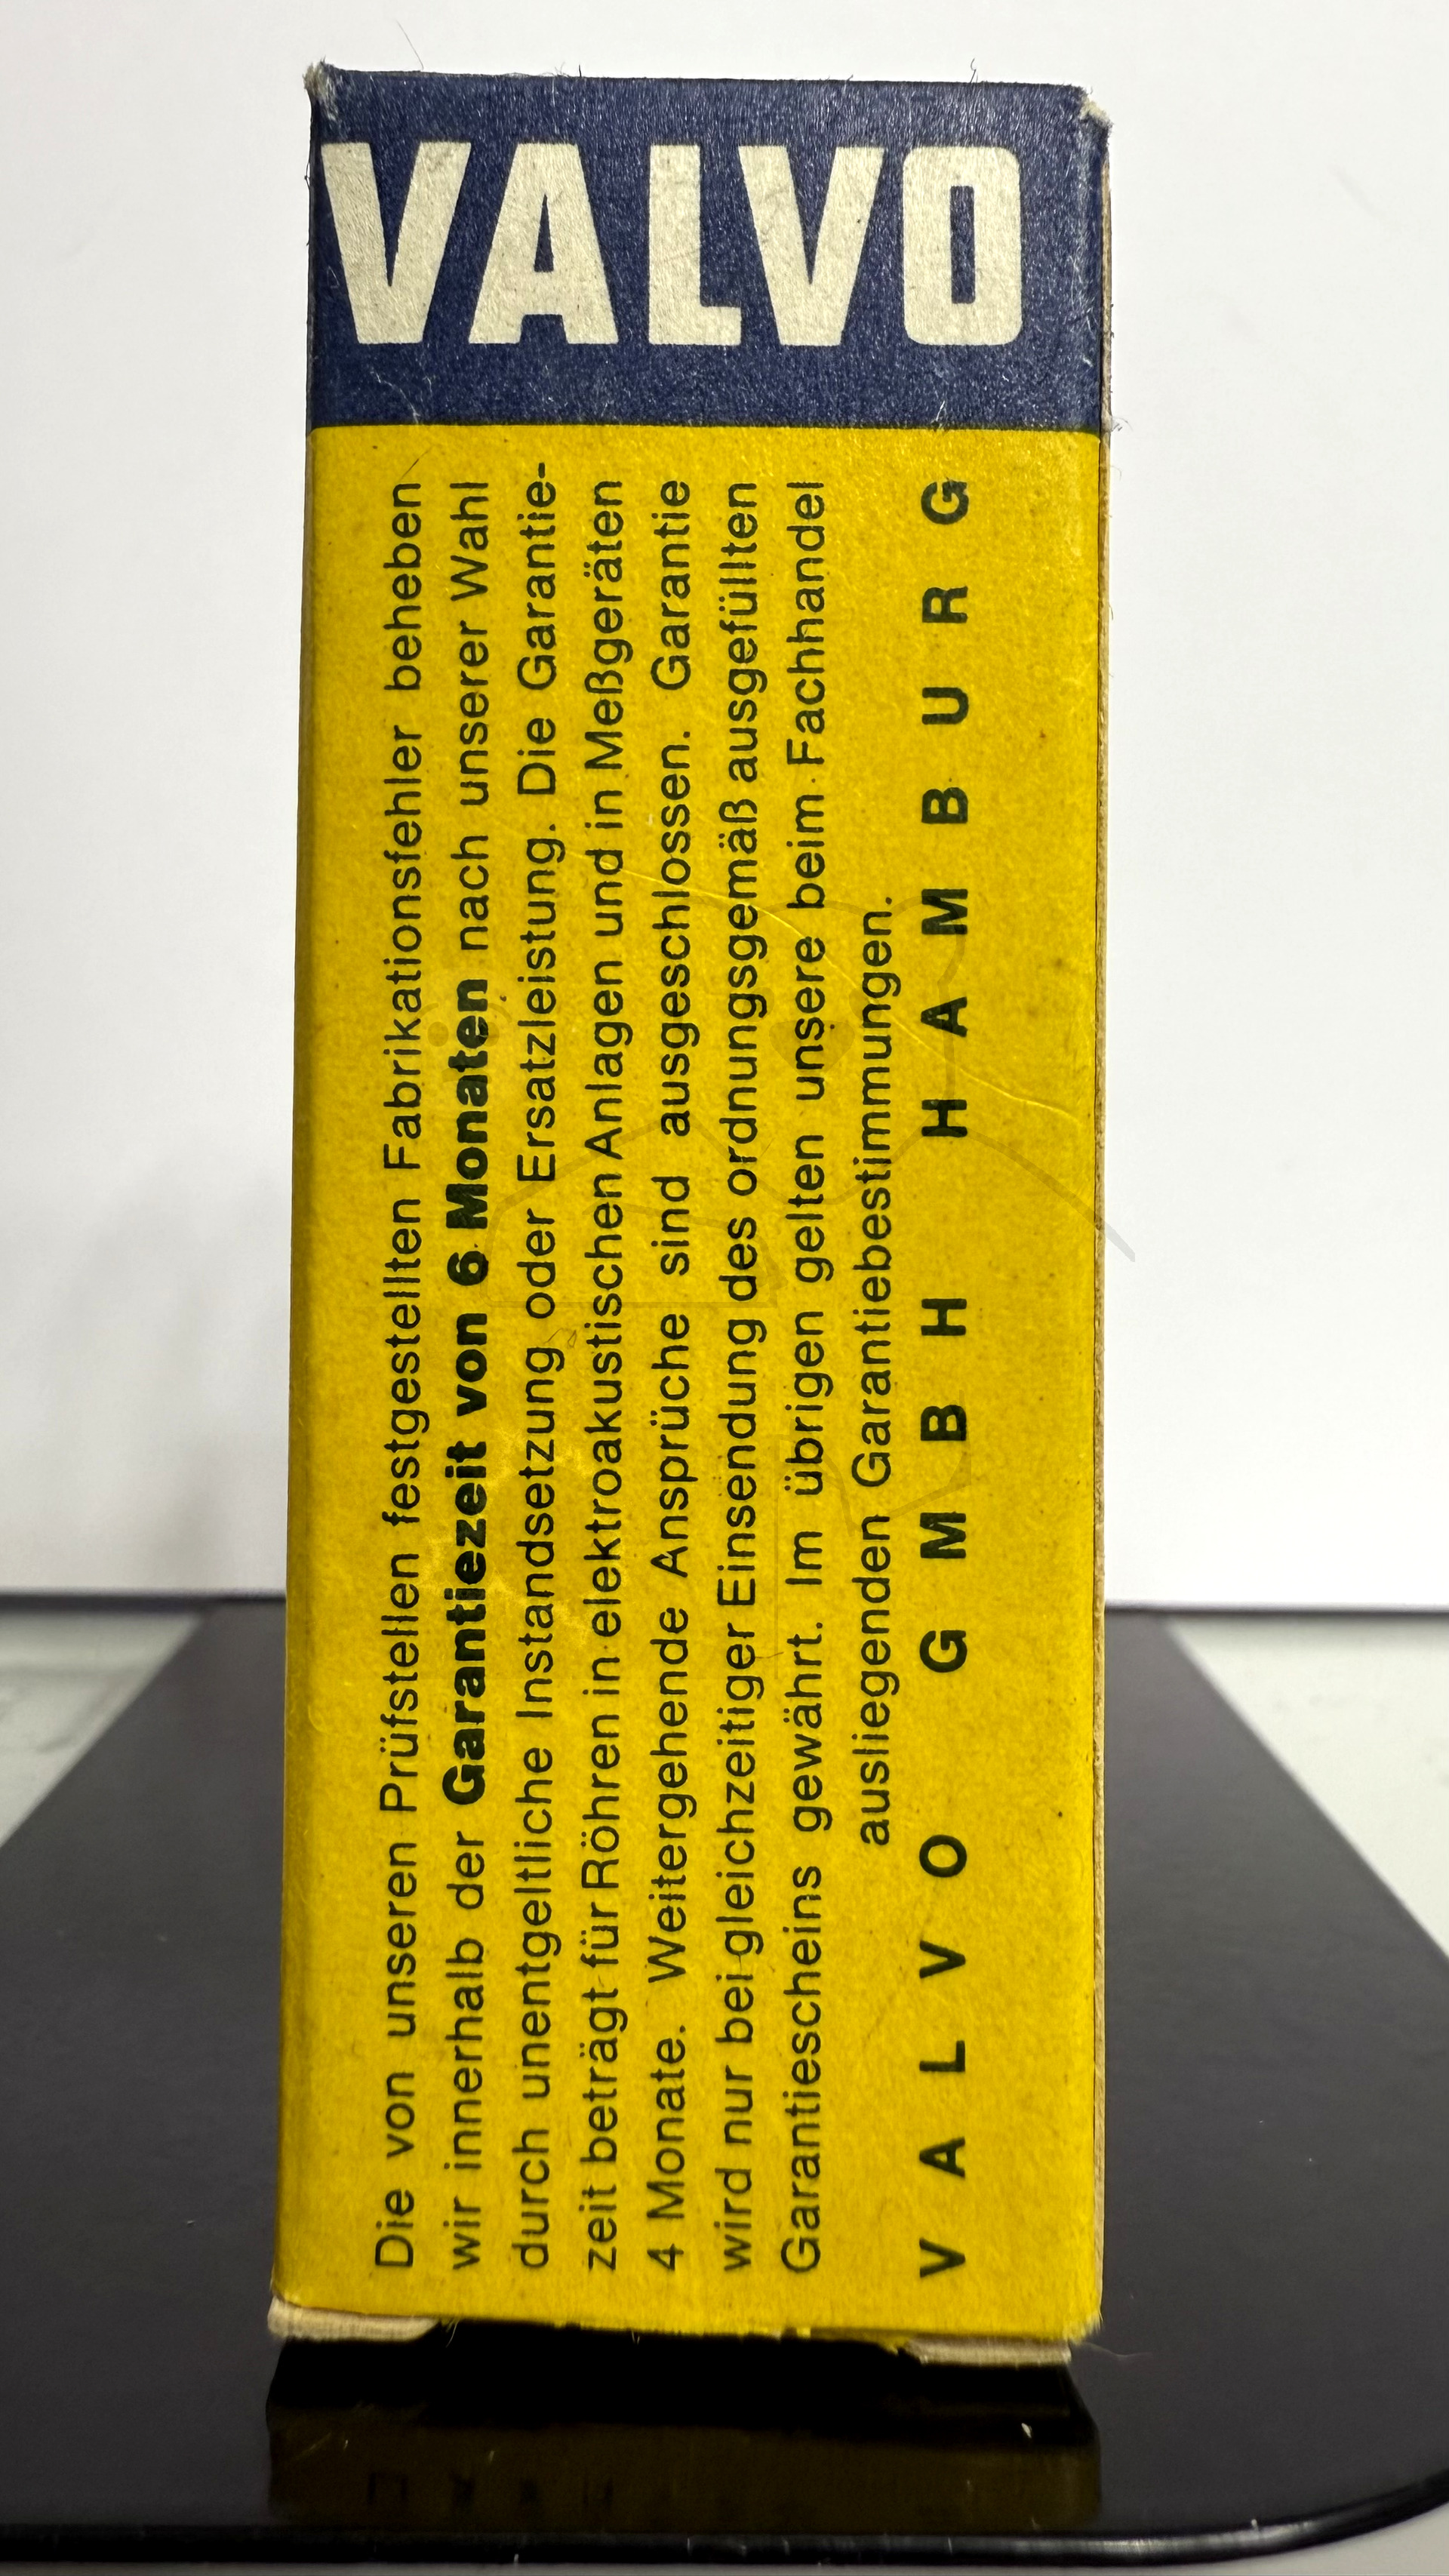 VALVO
Die von unseren Prüfstellen festgestellten Fabrikationsfehler beheben
wir innerhalb der Garantiezeit von 6 Monaten nach unserer Wahl
durch unentgeltliche Instandsetzung oder Ersatzleistung. Die Garantie-
zeit beträgt für Röhren in elektroakustischen Anlagen und in Meßgeräten
4 Monate. Weitergehende Ansprüche sind ausgeschlossen. Garantie
wird nur bei gleichzeitiger Einsendung des ordnungsgemäß ausgefüllten
Garantiescheins gewährt. Im übrigen gelten unsere beim Fachhandel
ausliegenden Garantiebestimmungen.
VALVO GMBH HAMBURG